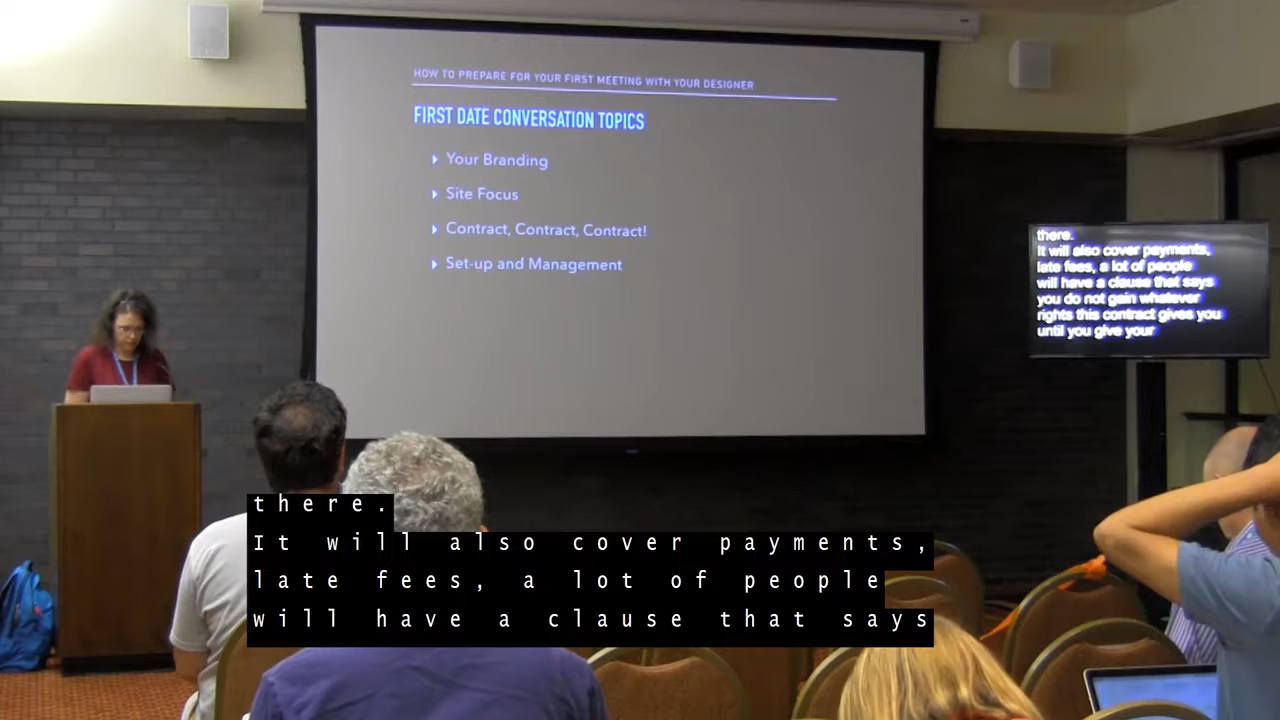 HOW TO PREPARE FOR YOUR FIRST MEETING WITH YOUR DESIGNER
FIRST DATE CONVERSATION TOPICS
Your Branding
Site Focus
Contract, Contract, Contract!
Set-up and Management
there.
It will also cover payments,
late fees, a lot of people
will have a clause that says
you do not gain whatever
rights this contract gives you
until you give your
there.
It will also cover payments,
late fees, a lot of people
will have a clause that says